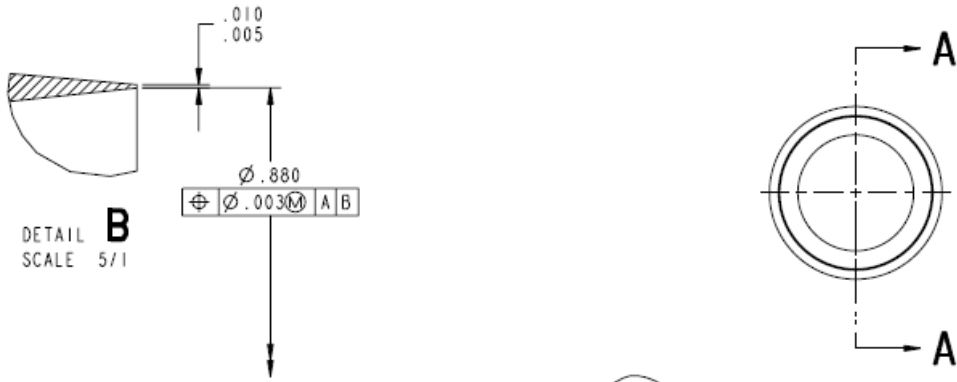 .010
.005
Ø.880
⌖ Ø.003Ⓜ A B
DETAIL B
SCALE 5/1
A
A